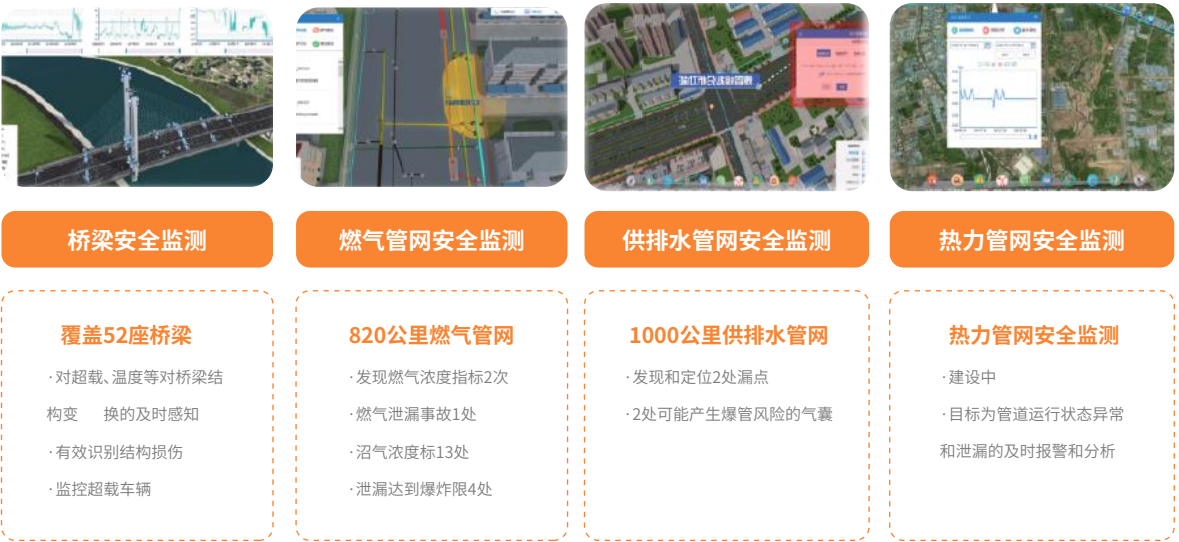 桥梁安全监测
燃气管网安全监测
供排水管网安全监测
热力管网安全监测
覆盖52座桥梁
·对超载、温度等对桥梁结
构变 换的及时感知
·有效识别结构损伤
·监控超载车辆
820公里燃气管网
·发现燃气浓度指标2次
·燃气泄漏事故1处
·沼气浓度标13处
·泄漏达到爆炸限4处
1000公里供排水管网
·发现和定位2处漏点
·2处可能产生爆管风险的气囊
热力管网安全监测
·建设中
·目标为管道运行状态异常
和泄漏的及时报警和分析